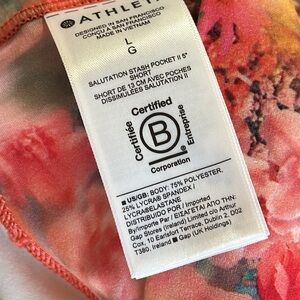 ATHLET
DESIGNED IN SAN FRANCISCO
CONÇU À SAN FRANCISCO
MADE IN VIETNAM
L
G
SALUTATION STASH POCKET II 5"
SHORT
SHORT DE 13 CM AVEC POCHES
DISSIMULÉES SALUTATION II
Certified
Certifiée
B
Entreprise
Corporation
■ US/GB: BODY: 75% POLYESTER,
25% LYCRA® SPANDEX /
LYCRA®ELASTANE
DISTRIBUIDO POR / Imported
By/Importe Par / ΕΙΣΑΓΕΤΑΙ ΑΠΟ ΤΗΝ:
Gap Stores (Ireland) Limited c/o Arthur
Cox, 10 Earlsfort Terrace, Dublin 2, D02
T380, (Ireland) ■ Gap (UK Holdings)